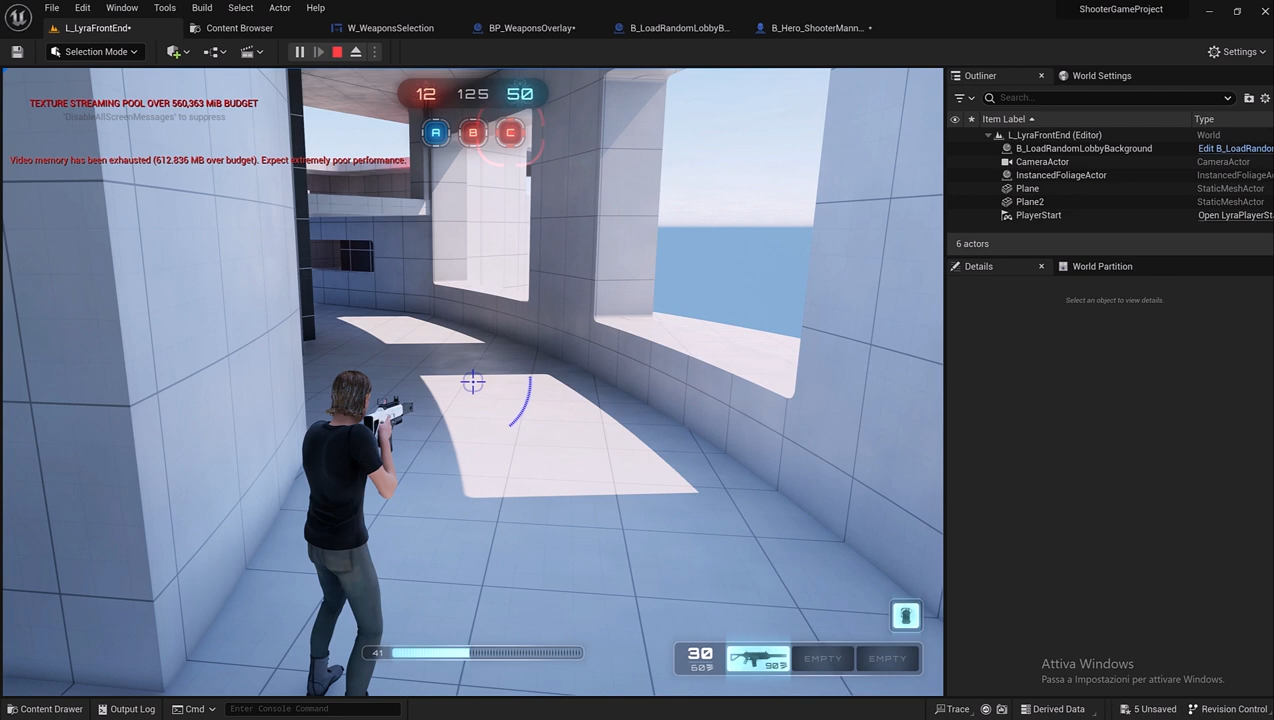 File Edit Window Tools Build Select Actor Help
ShooterGameProject
L_LyraFrontEnd•
Content Browser
W_WeaponsSelection
BP_WeaponsOverlay•
B_LoadRandomLobbyB...
B_Hero_ShooterMann... •
Selection Mode
Settings
12 125 50
A B C
TEXTURE STREAMING POOL OVER 560,363 MiB BUDGET
'DisableAllScreenMessages' to suppress
Video memory has been exhausted (612.836 MB over budget). Expect extremely poor performance.
41
30
EMPTY EMPTY
Outliner
World Settings
Search...
Item Label Type
L_LyraFrontEnd (Editor) World
B_LoadRandomLobbyBackground Edit B_LoadRandor
CameraActor CameraActor
InstancedFoliageActor InstancedFoliageAc
Plane StaticMeshActor
Plane2 StaticMeshActor
PlayerStart Open LyraPlayerSt
6 actors
Details
World Partition
Select an object to view details.
Attiva Windows
Passa a Impostazioni per attivare Windows.
Content Drawer Output Log Cmd Enter Console Command
Trace Derived Data 5 Unsaved Revision Control